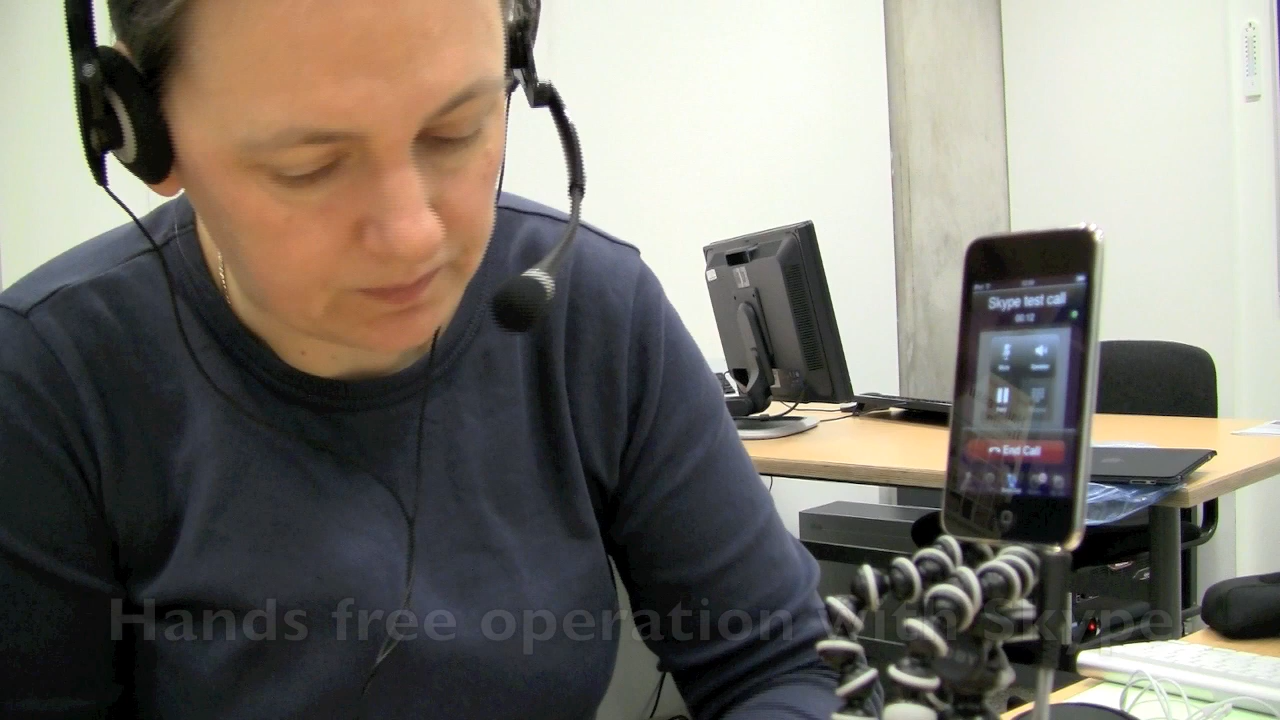 Skype test call
00:12
End Call
Hands free operation with Skype